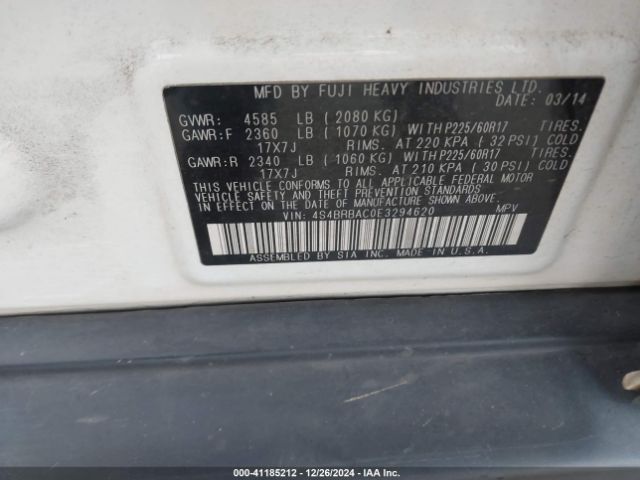 MFD BY FUJI HEAVY INDUSTRIES LTD.
DATE: 03/14
GVWR: 4585 LB ( 2080 KG)
GAWR:F 2360 LB ( 1070 KG) WITH P225/60R17 TIRES.
17X7J RIMS. AT 220 KPA ( 32 PSI) COLD
GAWR:R 2340 LB ( 1060 KG) WITH P225/60R17 TIRES.
17X7J RIMS. AT 210 KPA ( 30 PSI) COLD
THIS VEHICLE CONFORMS TO ALL APPLICABLE FEDERAL MOTOR
VEHICLE SAFETY AND THEFT PREVENTION STANDARDS
IN EFFECT ON THE DATE OF MANUFACTURE SHOWN ABOVE.
VIN: 4S4BRBAC0E3294620 MPV
ASSEMBLED BY SIA INC. MADE IN U.S.A.
000-41185212 - 12/26/2024 - IAAI.COM